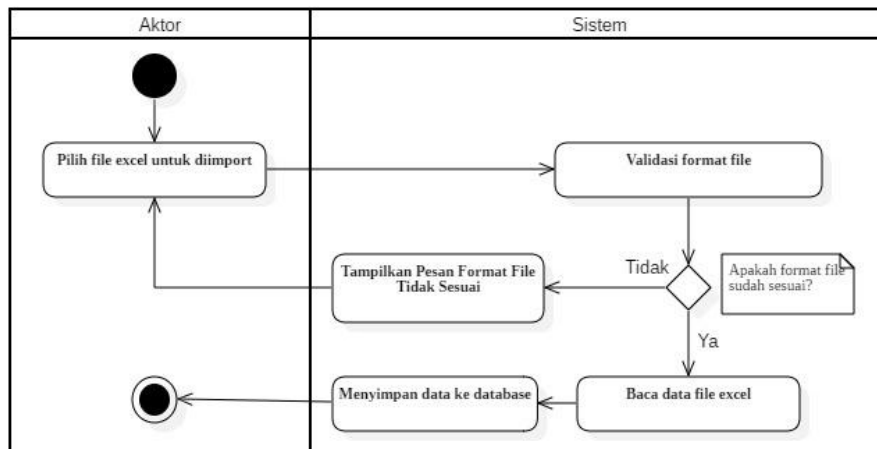 Aktor
Sistem
Pilih file excel untuk diimport
Validasi format file
Tampilkan Pesan Format File
Tidak Sesuai
Tidak
Apakah format file
sudah sesuai?
Ya
Menyimpan data ke database
Baca data file excel